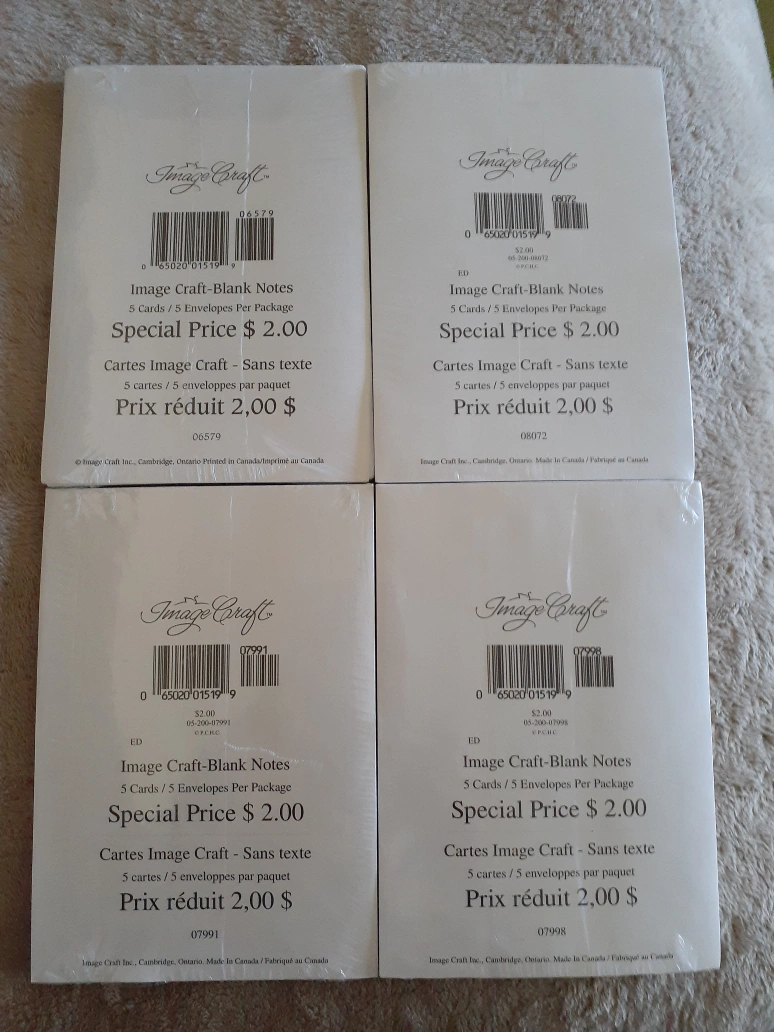 Image Craft™
06579
0 65020 01519 9
Image Craft-Blank Notes
5 Cards / 5 Envelopes Per Package
Special Price $ 2.00
Cartes Image Craft - Sans texte
5 cartes / 5 enveloppes par paquet
Prix réduit 2,00 $
06579
© Image Craft Inc., Cambridge, Ontario Printed in Canada/Imprimé au Canada
Image Craft
08072
0 65020 01519 9
$2.00
05-200-08072
© P.C.H.C.
ED
Image Craft-Blank Notes
5 Cards / 5 Envelopes Per Package
Special Price $ 2.00
Cartes Image Craft - Sans texte
5 cartes / 5 enveloppes par paquet
Prix réduit 2,00 $
08072
Image Craft Inc., Cambridge, Ontario. Made In Canada / Fabriqué au Canada
Image Craft™
07991
0 65020 01519 9
$2.00
05-200-07991
© P.C.H.C.
ED
Image Craft-Blank Notes
5 Cards / 5 Envelopes Per Package
Special Price $ 2.00
Cartes Image Craft - Sans texte
5 cartes / 5 enveloppes par paquet
Prix réduit 2,00 $
07991
Image Craft Inc., Cambridge, Ontario. Made In Canada / Fabriqué au Canada
Image Craft
07998
0 65020 01519 9
$2.00
05-200-07998
© P.C.H.C.
ED
Image Craft-Blank Notes
5 Cards / 5 Envelopes Per Package
Special Price $ 2.00
Cartes Image Craft - Sans texte
5 cartes / 5 enveloppes par paquet
Prix réduit 2,00 $
07998
Image Craft Inc., Cambridge, Ontario. Made In Canada / Fabriqué au Canada